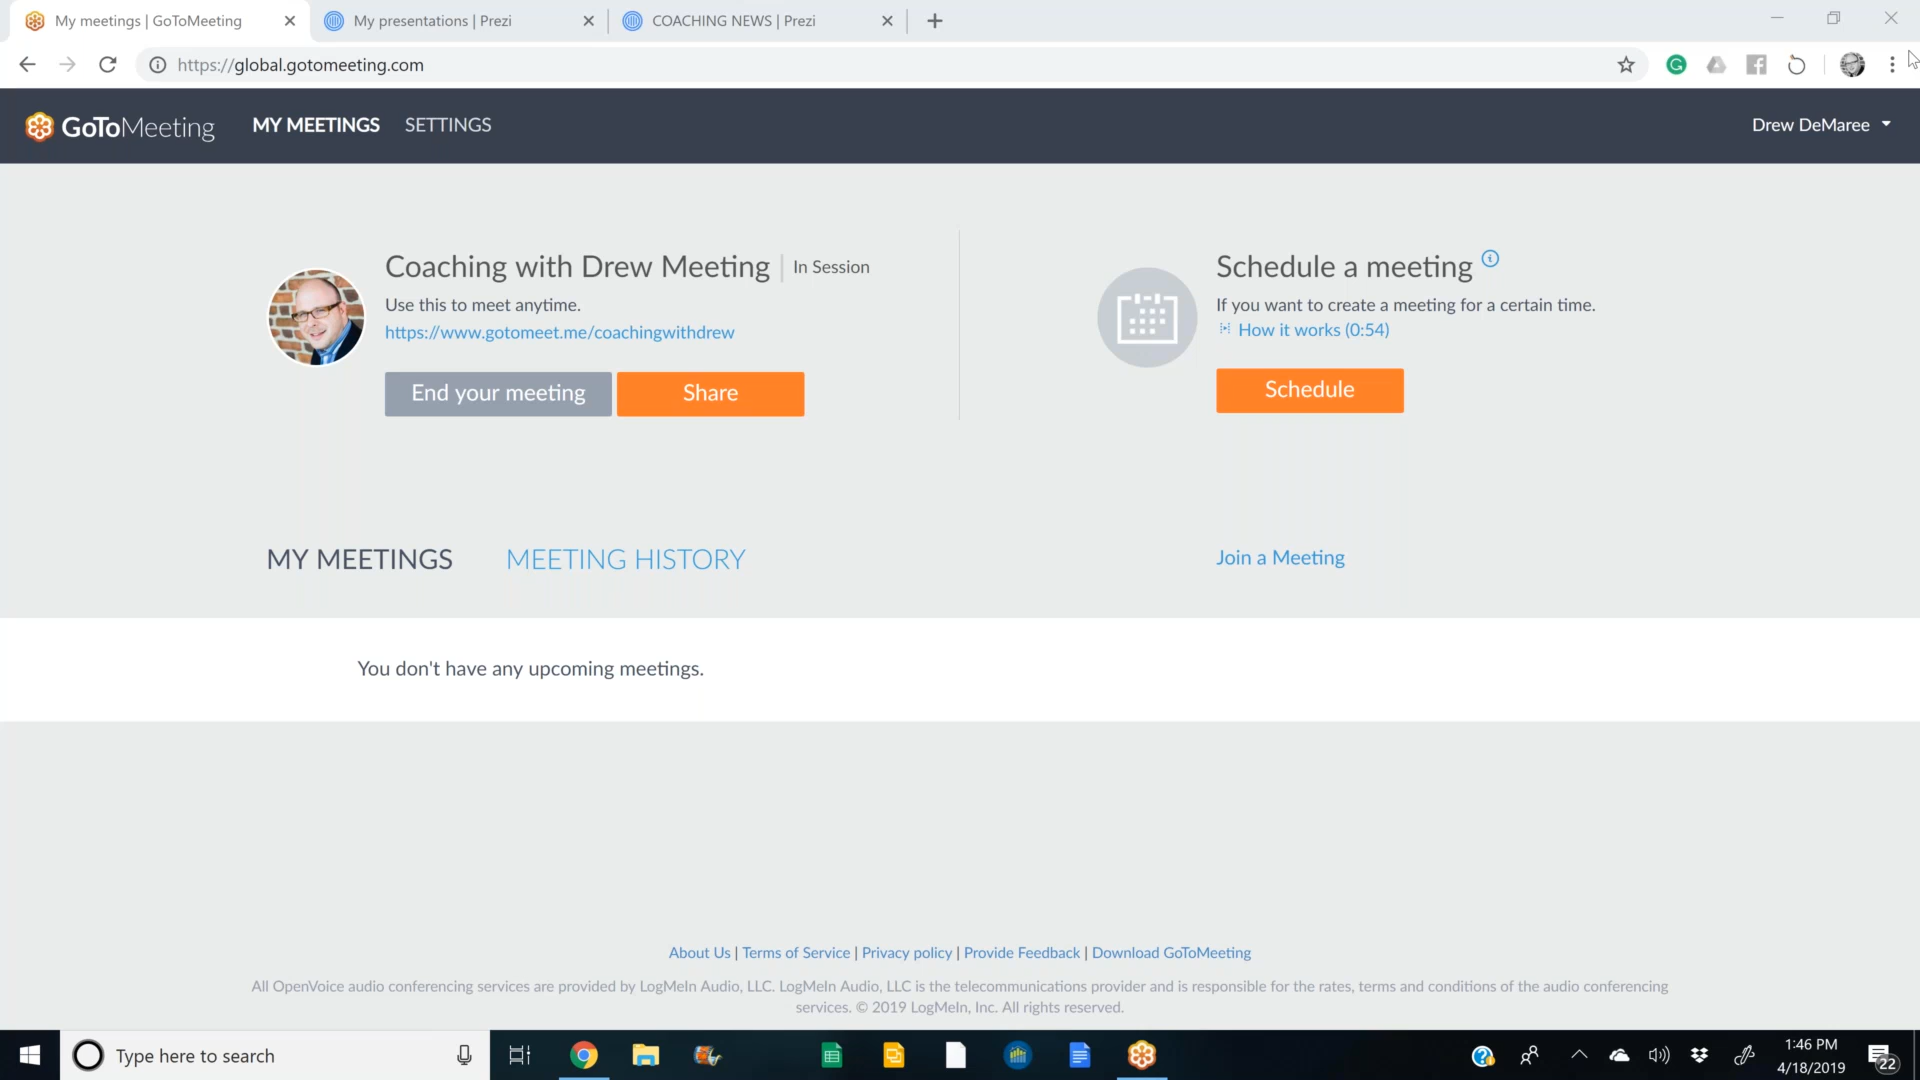 My meetings | GoToMeeting
My presentations | Prezi
COACHING NEWS | Prezi
https://global.gotomeeting.com
GoToMeeting
MY MEETINGS
SETTINGS
Drew DeMaree
Coaching with Drew Meeting
In Session
Use this to meet anytime.
https://www.gotomeet.me/coachingwithdrew
End your meeting
Share
Schedule a meeting
If you want to create a meeting for a certain time.
How it works (0:54)
Schedule
MY MEETINGS
MEETING HISTORY
Join a Meeting
You don't have any upcoming meetings.
About Us | Terms of Service | Privacy policy | Provide Feedback | Download GoToMeeting
All OpenVoice audio conferencing services are provided by LogMeIn Audio, LLC. LogMeIn Audio, LLC is the telecommunications provider and is responsible for the rates, terms and conditions of the audio conferencing
services. © 2019 LogMeIn, Inc. All rights reserved.
Type here to search
1:46 PM
4/18/2019
22